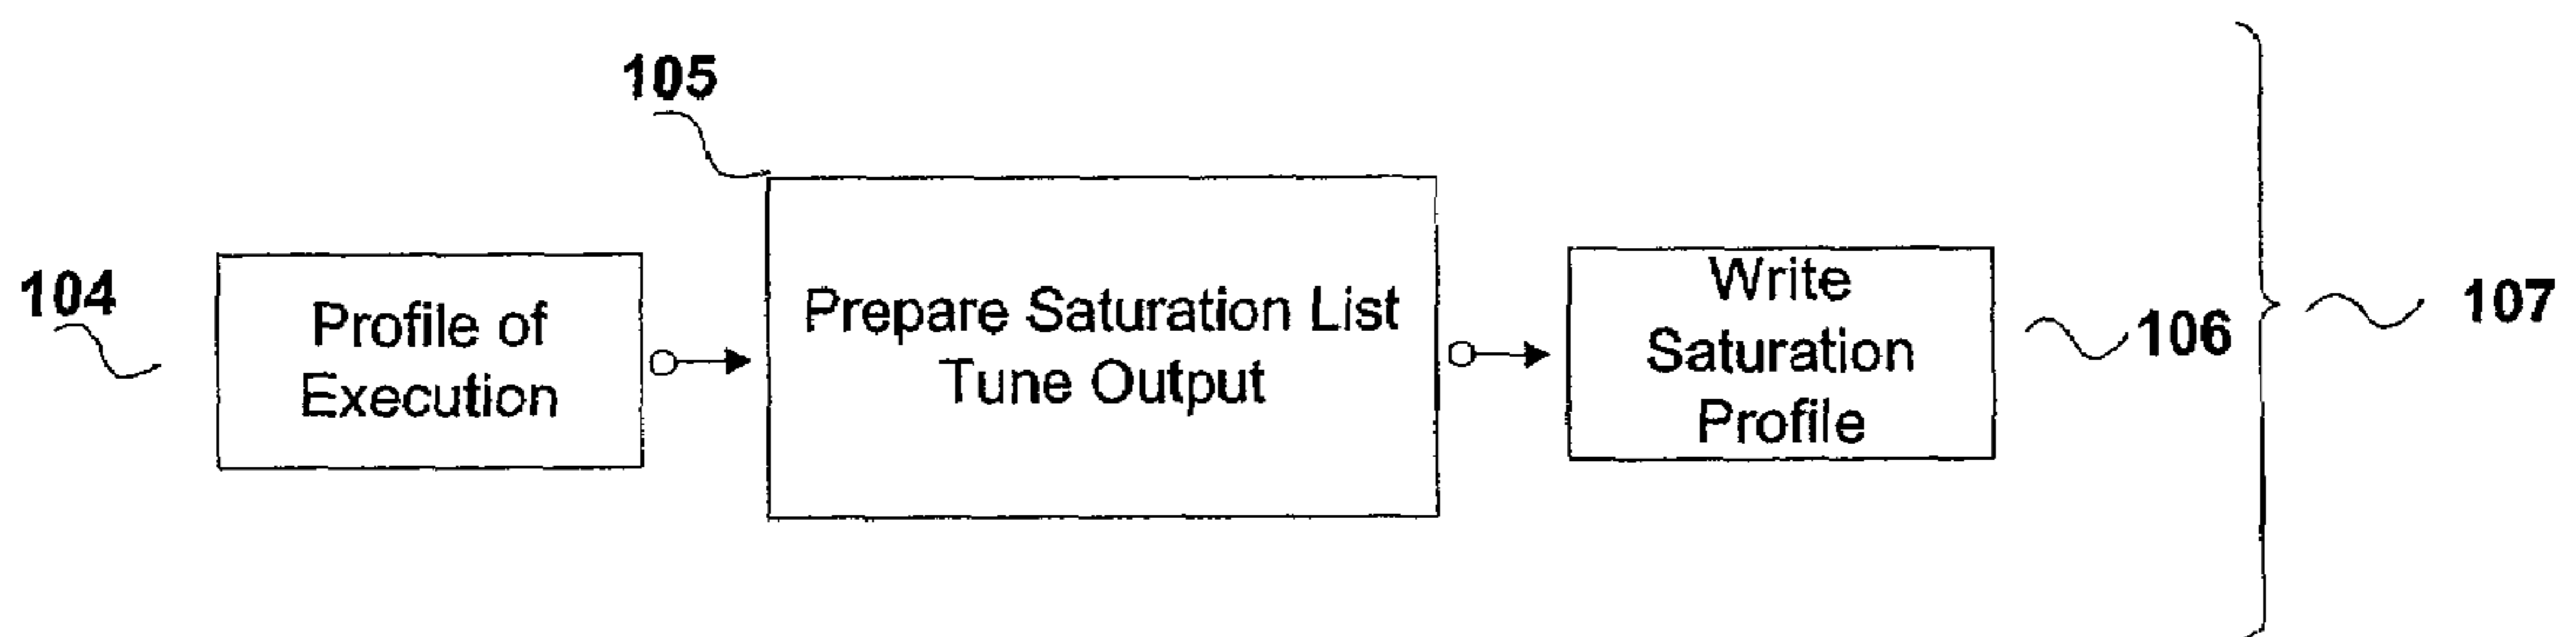 105
104
Profile of
Execution
Prepare Saturation List
Tune Output
Write
Saturation
Profile
106
107